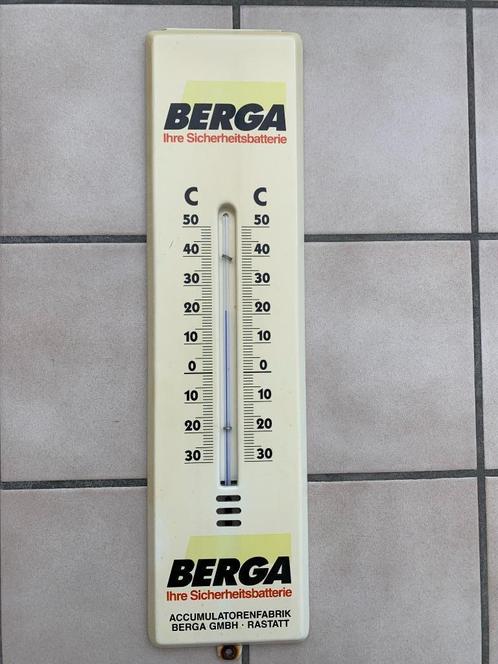 BERGA
Ihre Sicherheitsbatterie
C C
50 50
40 40
30 30
20 20
10 10
0 0
10 10
20 20
30 30
BERGA
Ihre Sicherheitsbatterie
ACCUMULATORENFABRIK
BERGA GMBH · RASTATT